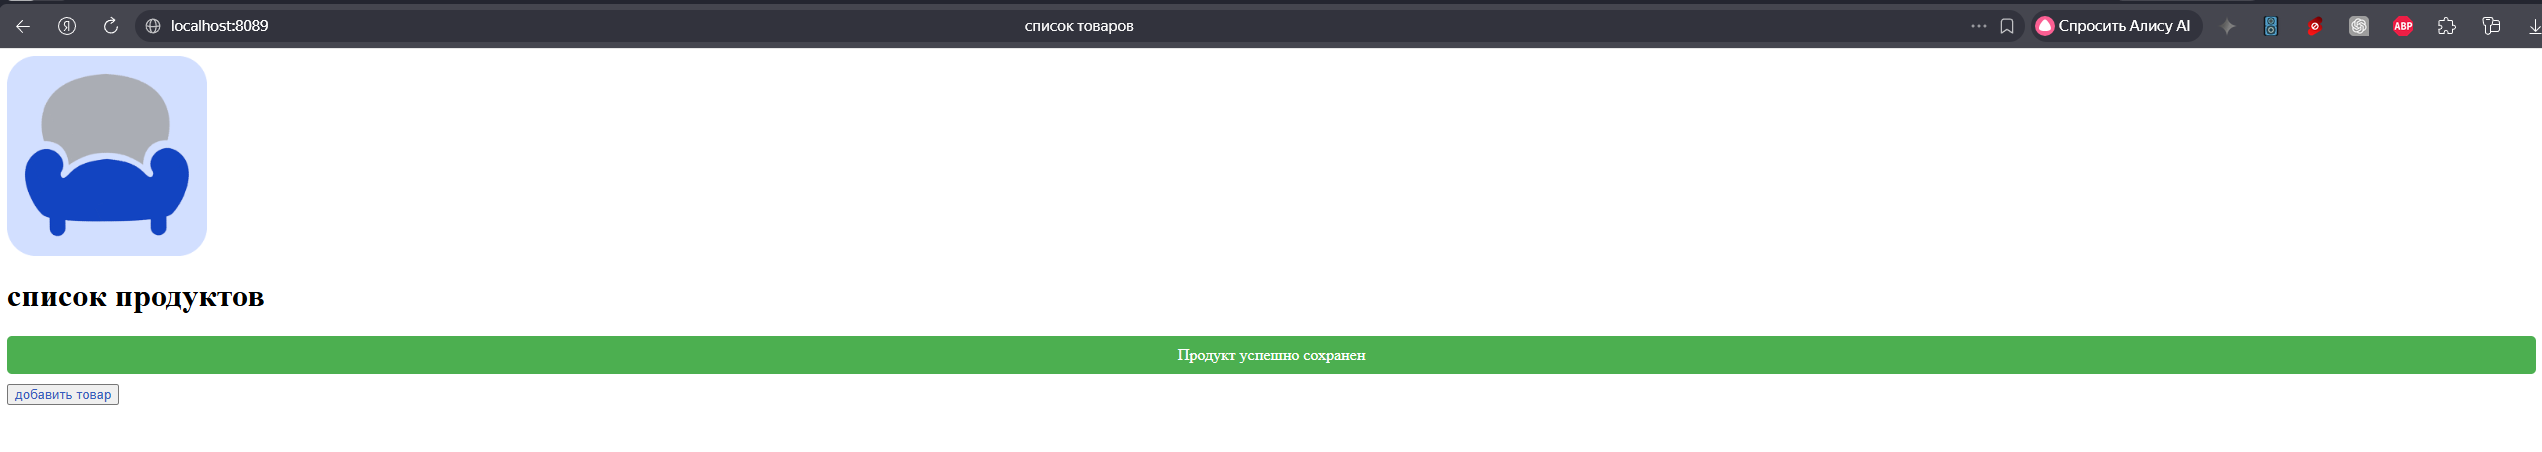 localhost:8089
список товаров
Спросить Алису AI
ABP
список продуктов
Продукт успешно сохранен
добавить товар